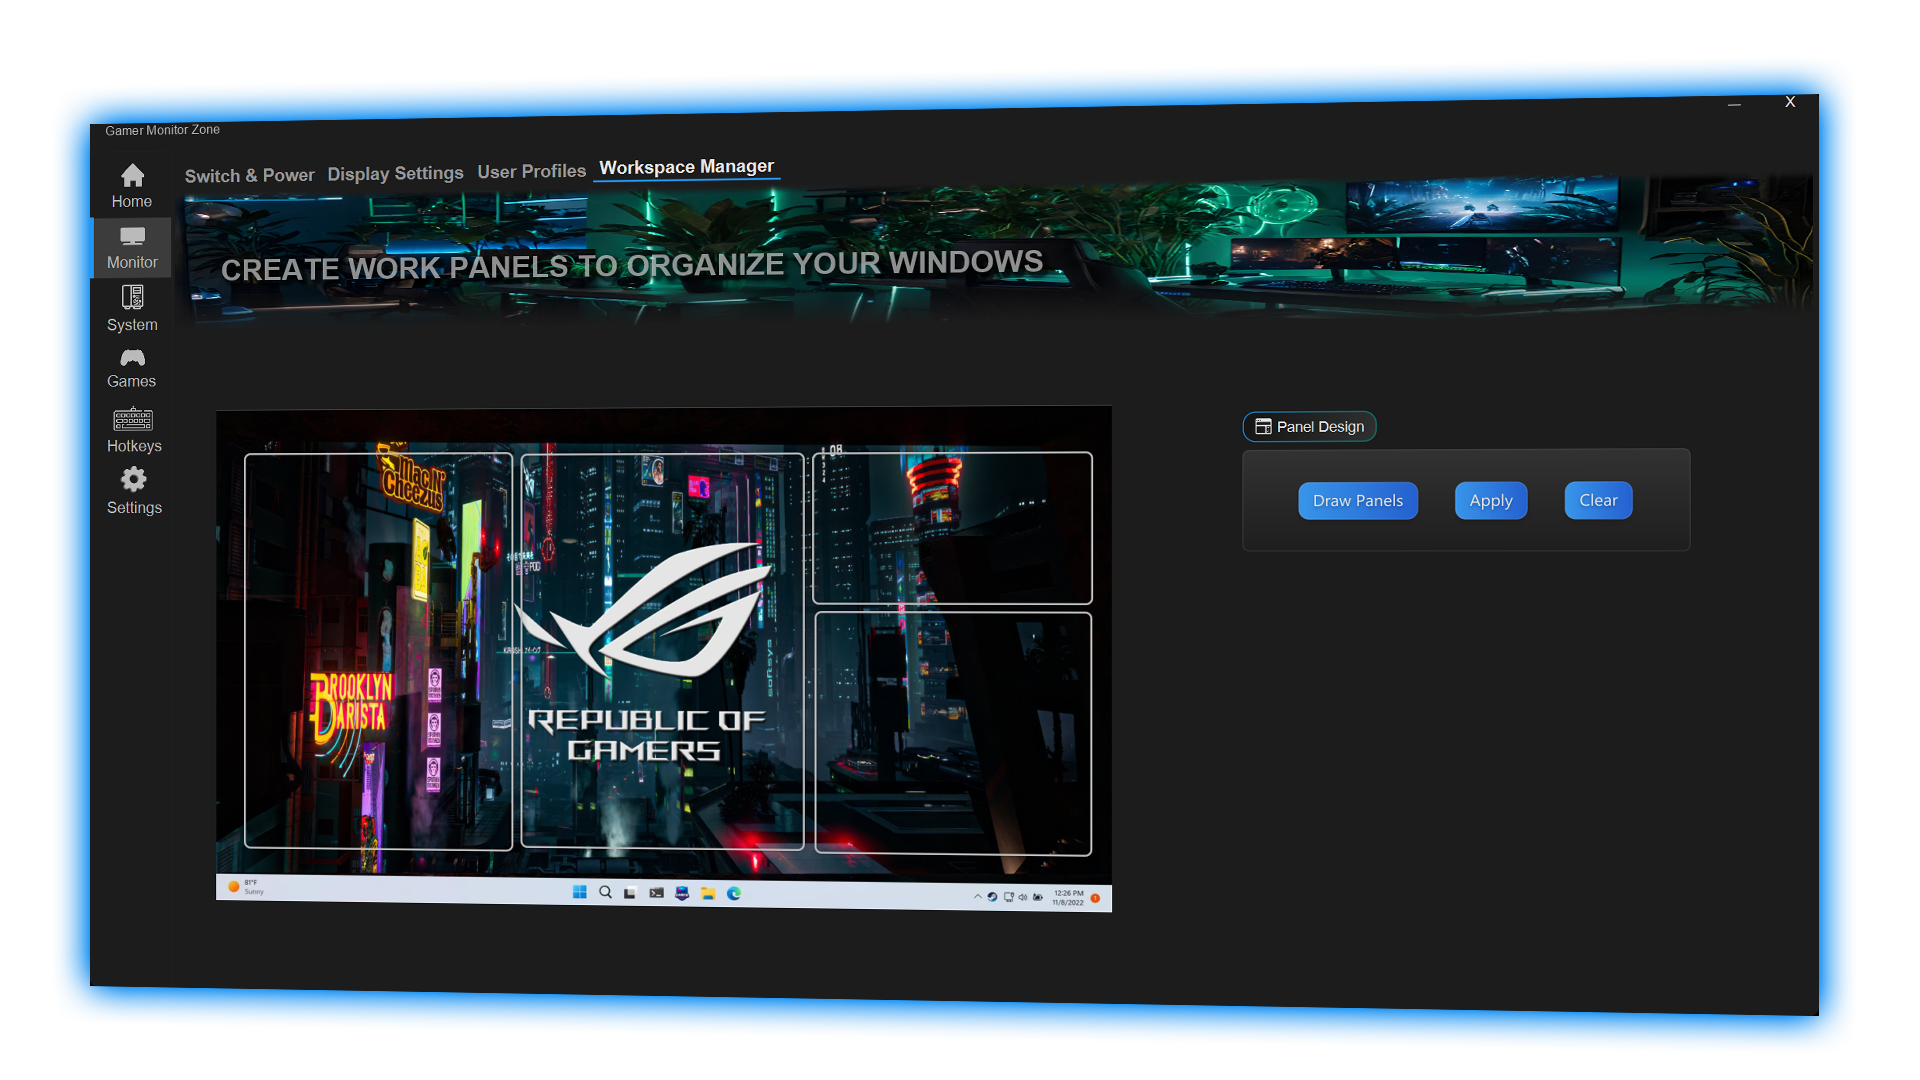 Gamer Monitor Zone
X
Home
Monitor
System
Games
Hotkeys
Settings
Switch & Power
Display Settings
User Profiles
Workspace Manager
CREATE WORK PANELS TO ORGANIZE YOUR WINDOWS
Mac N'
Cheezus
BROOKLYN
BARISTA
REPUBLIC OF
GAMERS
81°F
Sunny
12:26 PM
11/8/2022
1
Panel Design
Draw Panels
Apply
Clear